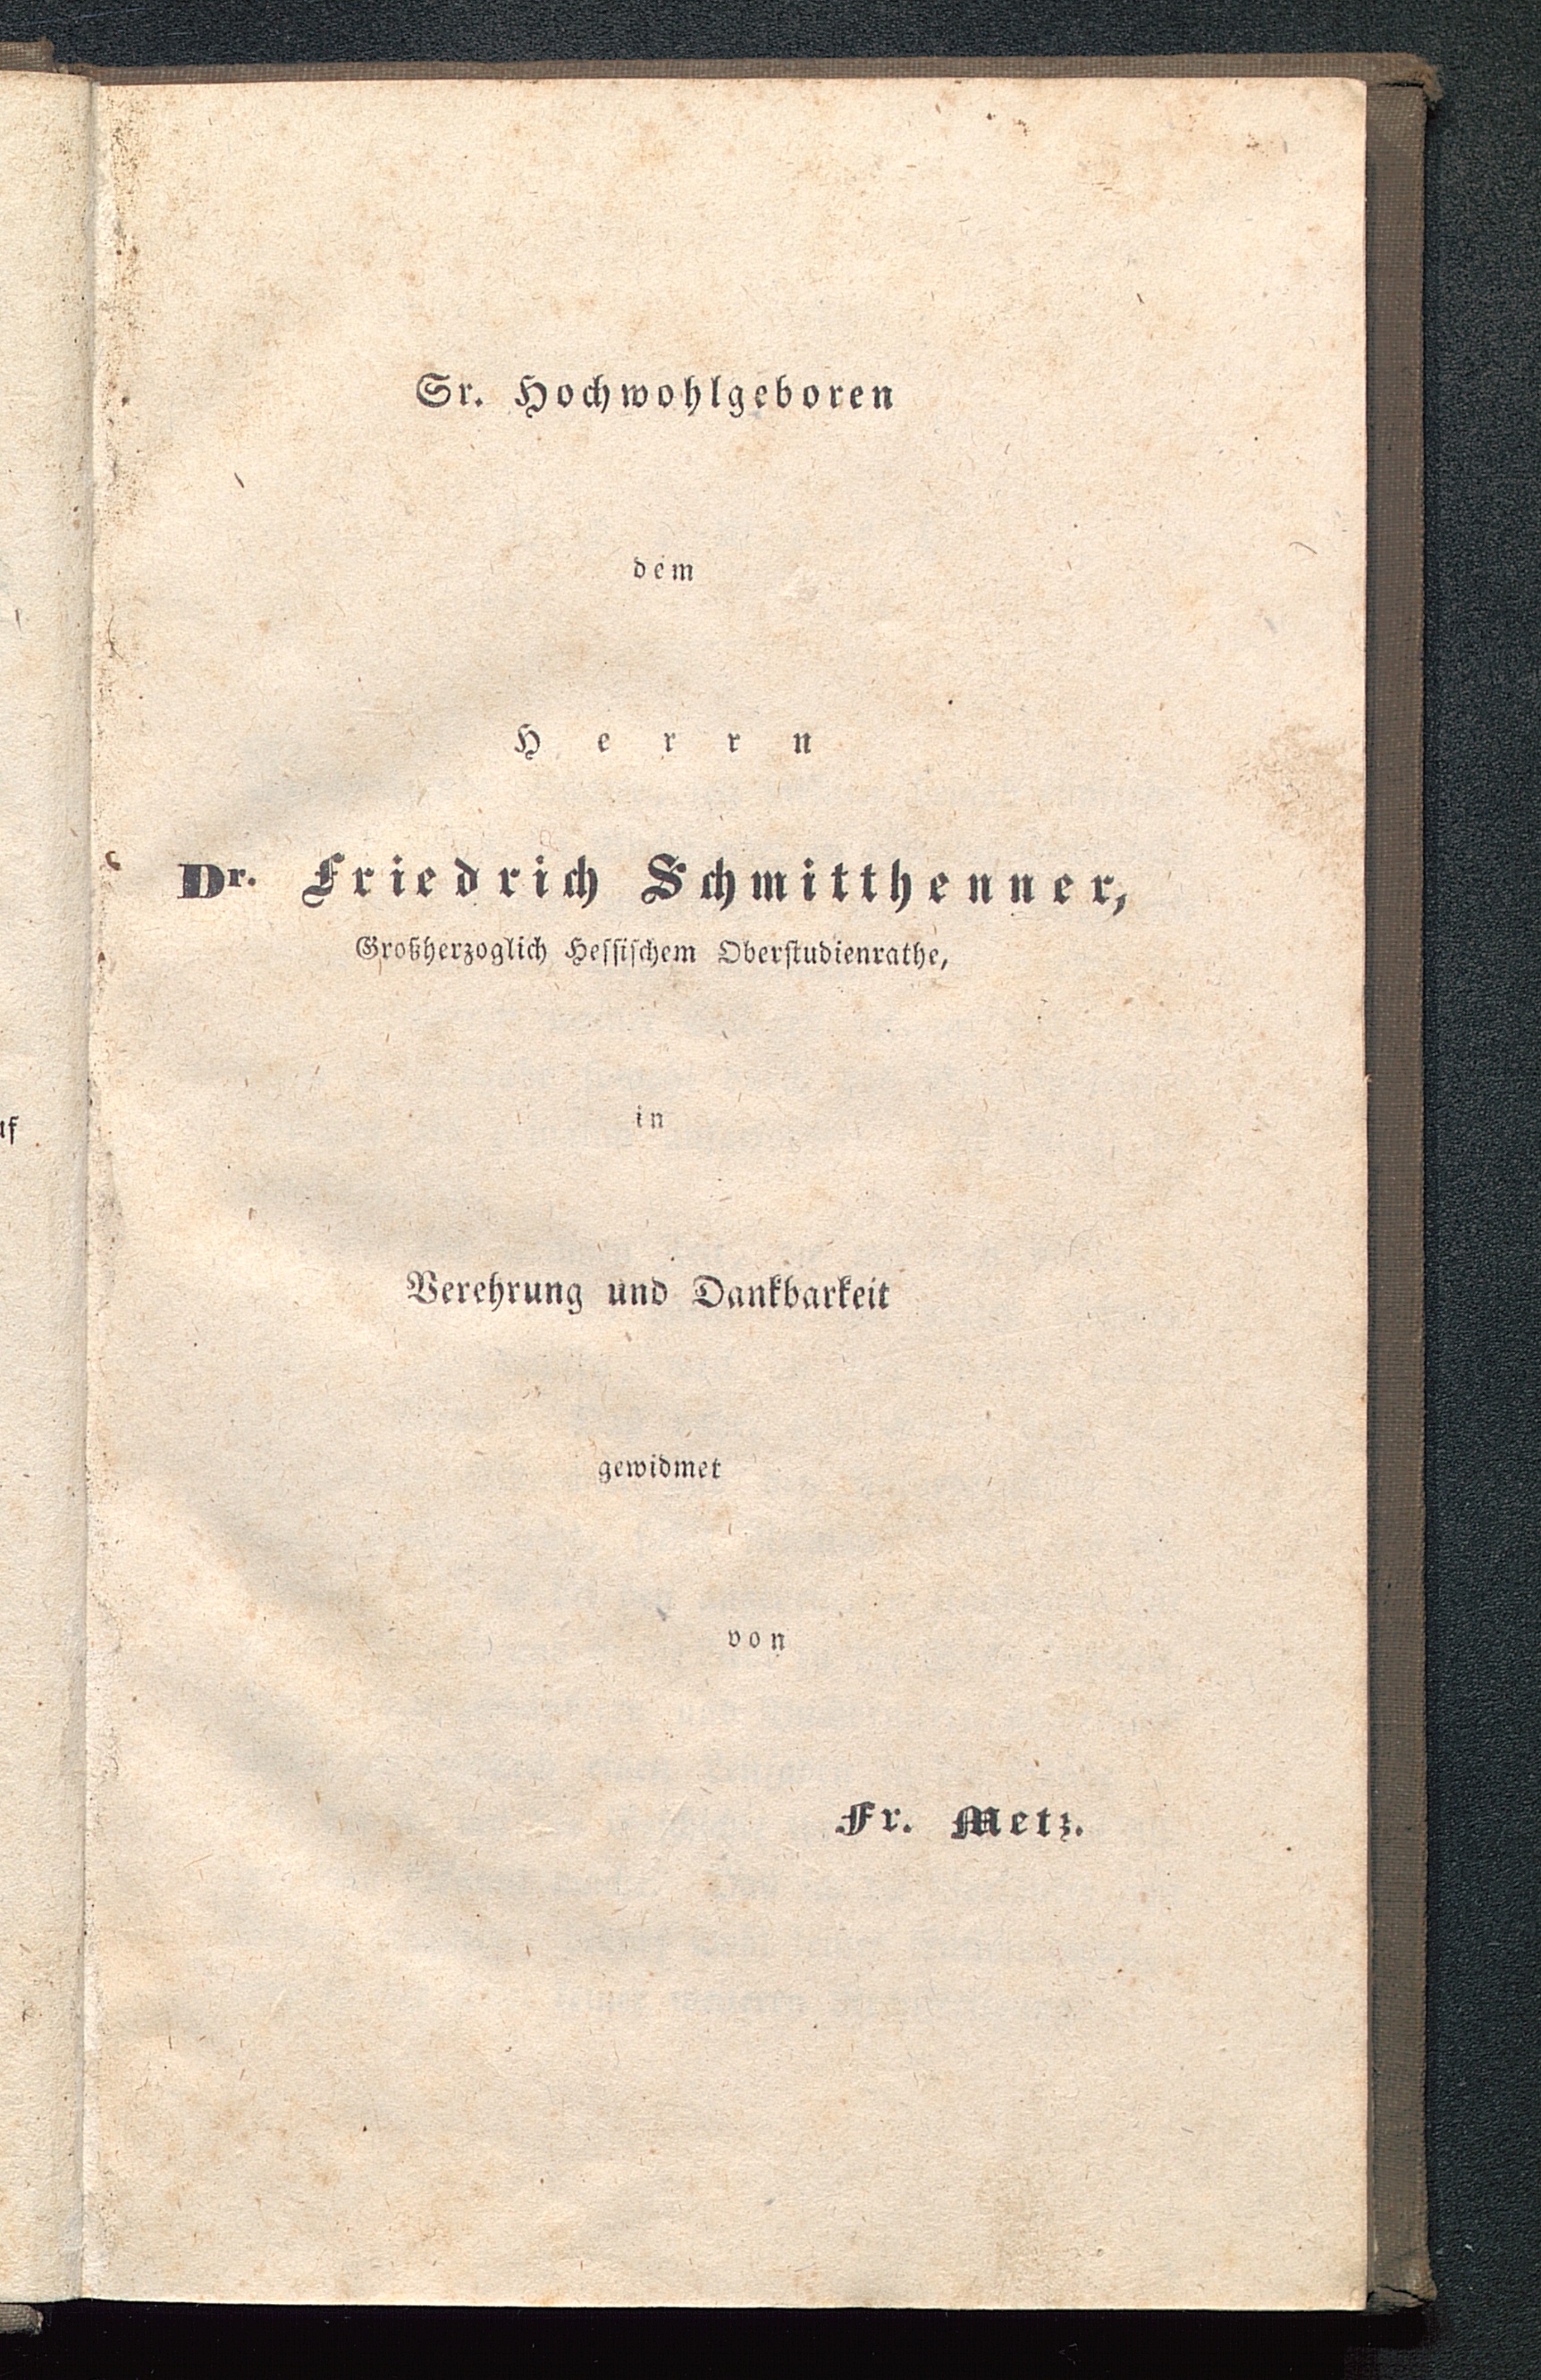 Sr. Hochwohlgeboren
dem
Herrn
Dr. Friedrich Schmitthenner,
Großherzoglich Hessischem Oberstudienrathe,
in
Verehrung und Dankbarkeit
gewidmet
von
Fr. Metz.